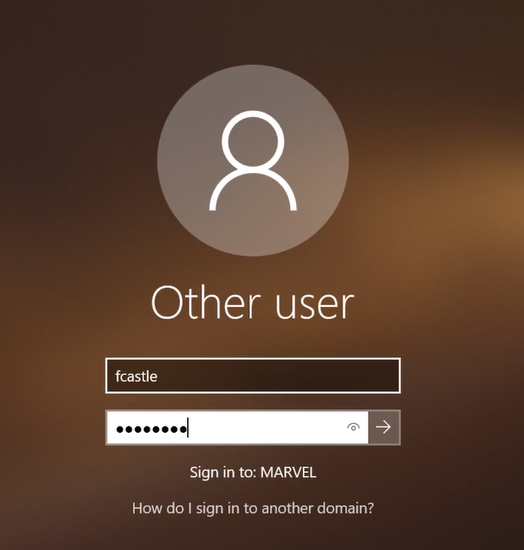 Other user
fcastle
Sign in to: MARVEL
How do I sign in to another domain?